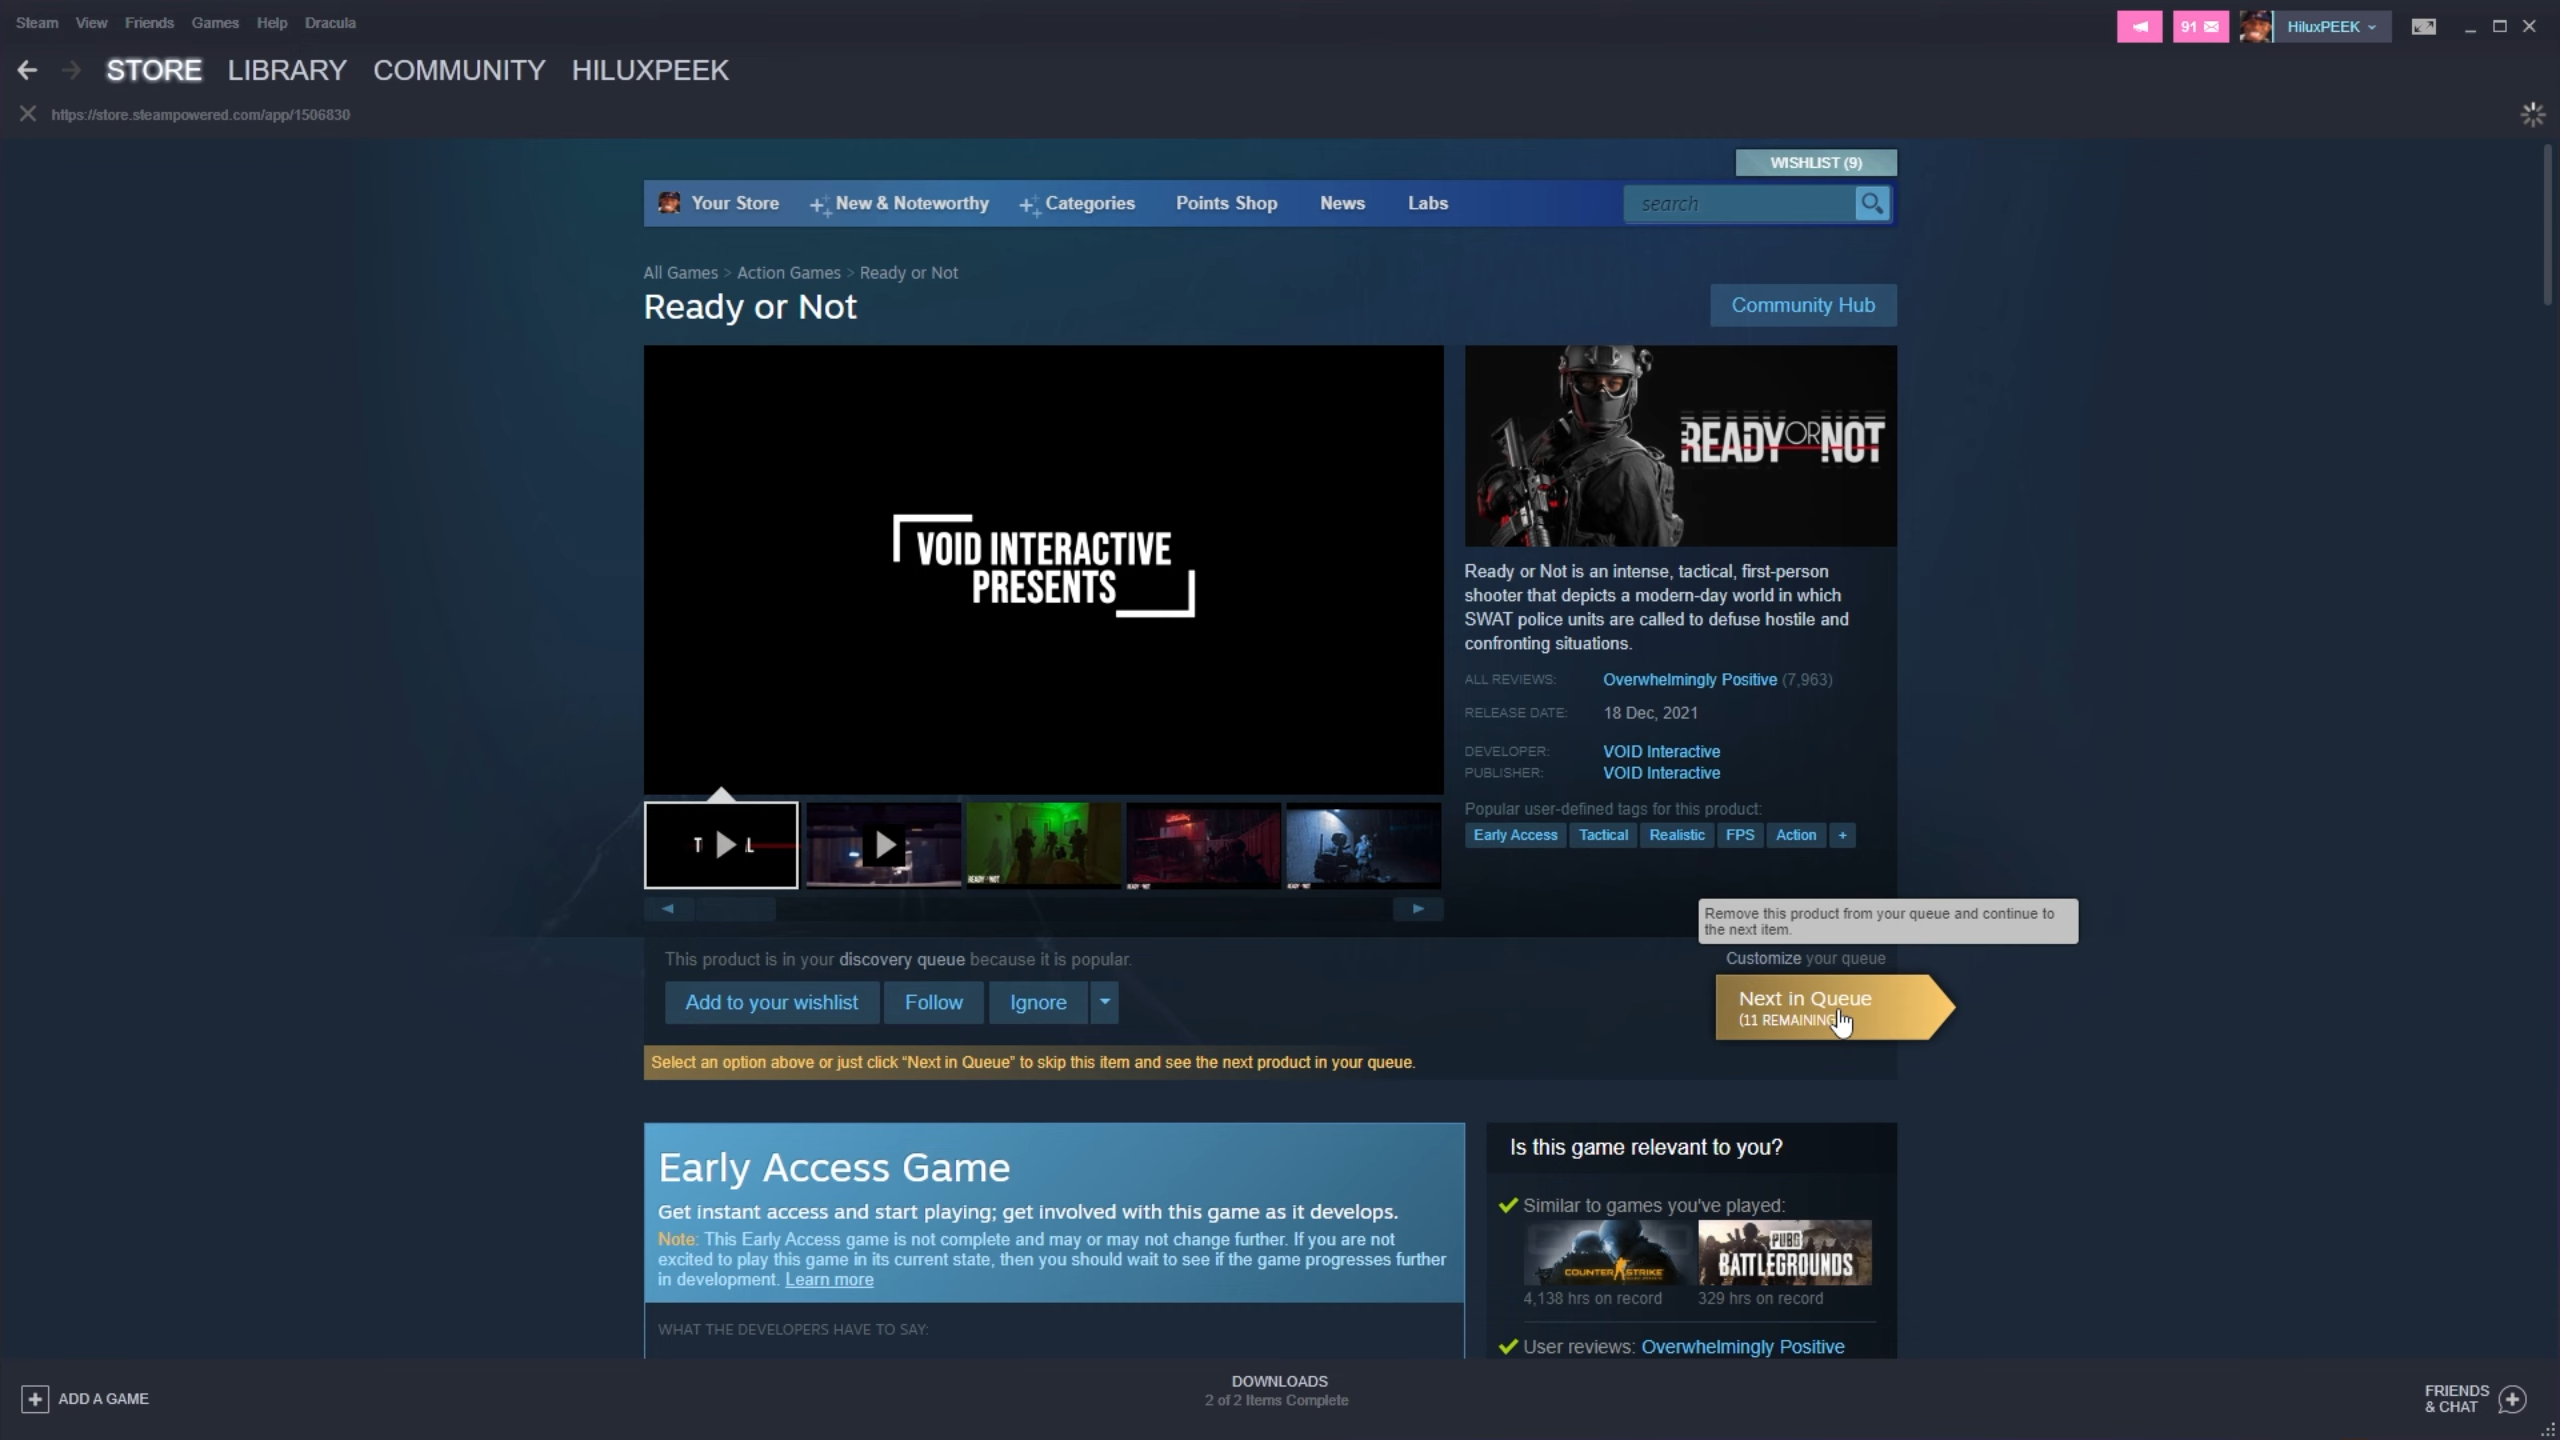 Steam View Friends Games Help Dracula
91
HiluxPEEK
STORE LIBRARY COMMUNITY HILUXPEEK
https://store.steampowered.com/app/1506830
WISHLIST (9)
Your Store New & Noteworthy Categories Points Shop News Labs
search
All Games > Action Games > Ready or Not
Ready or Not
Community Hub
VOID INTERACTIVE
PRESENTS
READY OR NOT
Ready or Not is an intense, tactical, first-person
shooter that depicts a modern-day world in which
SWAT police units are called to defuse hostile and
confronting situations.
ALL REVIEWS: Overwhelmingly Positive (7,963)
RELEASE DATE: 18 Dec, 2021
DEVELOPER: VOID Interactive
PUBLISHER: VOID Interactive
Popular user-defined tags for this product:
Early Access Tactical Realistic FPS Action +
Remove this product from your queue and continue to
the next item.
This product is in your discovery queue because it is popular.
Customize your queue
Add to your wishlist Follow Ignore
Next in Queue
(11 REMAINING
Select an option above or just click “Next in Queue” to skip this item and see the next product in your queue.
Early Access Game
Get instant access and start playing; get involved with this game as it develops.
Note: This Early Access game is not complete and may or may not change further. If you are not
excited to play this game in its current state, then you should wait to see if the game progresses further
in development. Learn more
WHAT THE DEVELOPERS HAVE TO SAY:
Is this game relevant to you?
Similar to games you've played:
COUNTER STRIKE
PUBG
BATTLEGROUNDS
4,138 hrs on record 329 hrs on record
User reviews: Overwhelmingly Positive
ADD A GAME
DOWNLOADS
2 of 2 Items Complete
FRIENDS
& CHAT